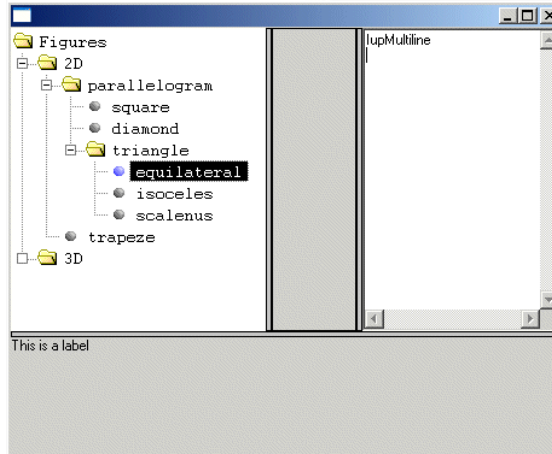 Figures
2D
parallelogram
square
diamond
triangle
equilateral
isoceles
scalenus
trapeze
3D
IupMultiline
This is a label